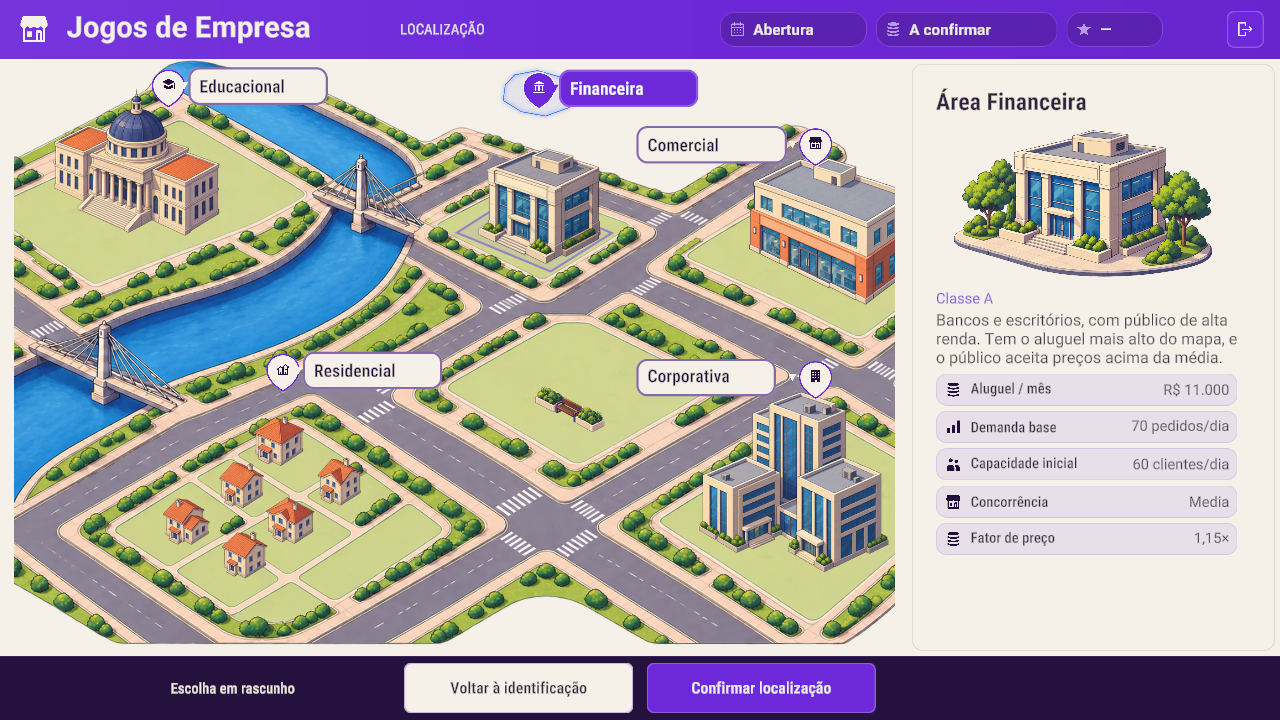 Jogos de Empresa
LOCALIZAÇÃO
Abertura
A confirmar
–
Educacional
Financeira
Comercial
Residencial
Corporativa
Área Financeira
Classe A
Bancos e escritórios, com público de alta
renda. Tem o aluguel mais alto do mapa, e
o público aceita preços acima da média.
Aluguel / mês R$ 11.000
Demanda base 70 pedidos/dia
Capacidade inicial 60 clientes/dia
Concorrência Media
Fator de preço 1,15×
Escolha em rascunho
Voltar à identificação
Confirmar localização